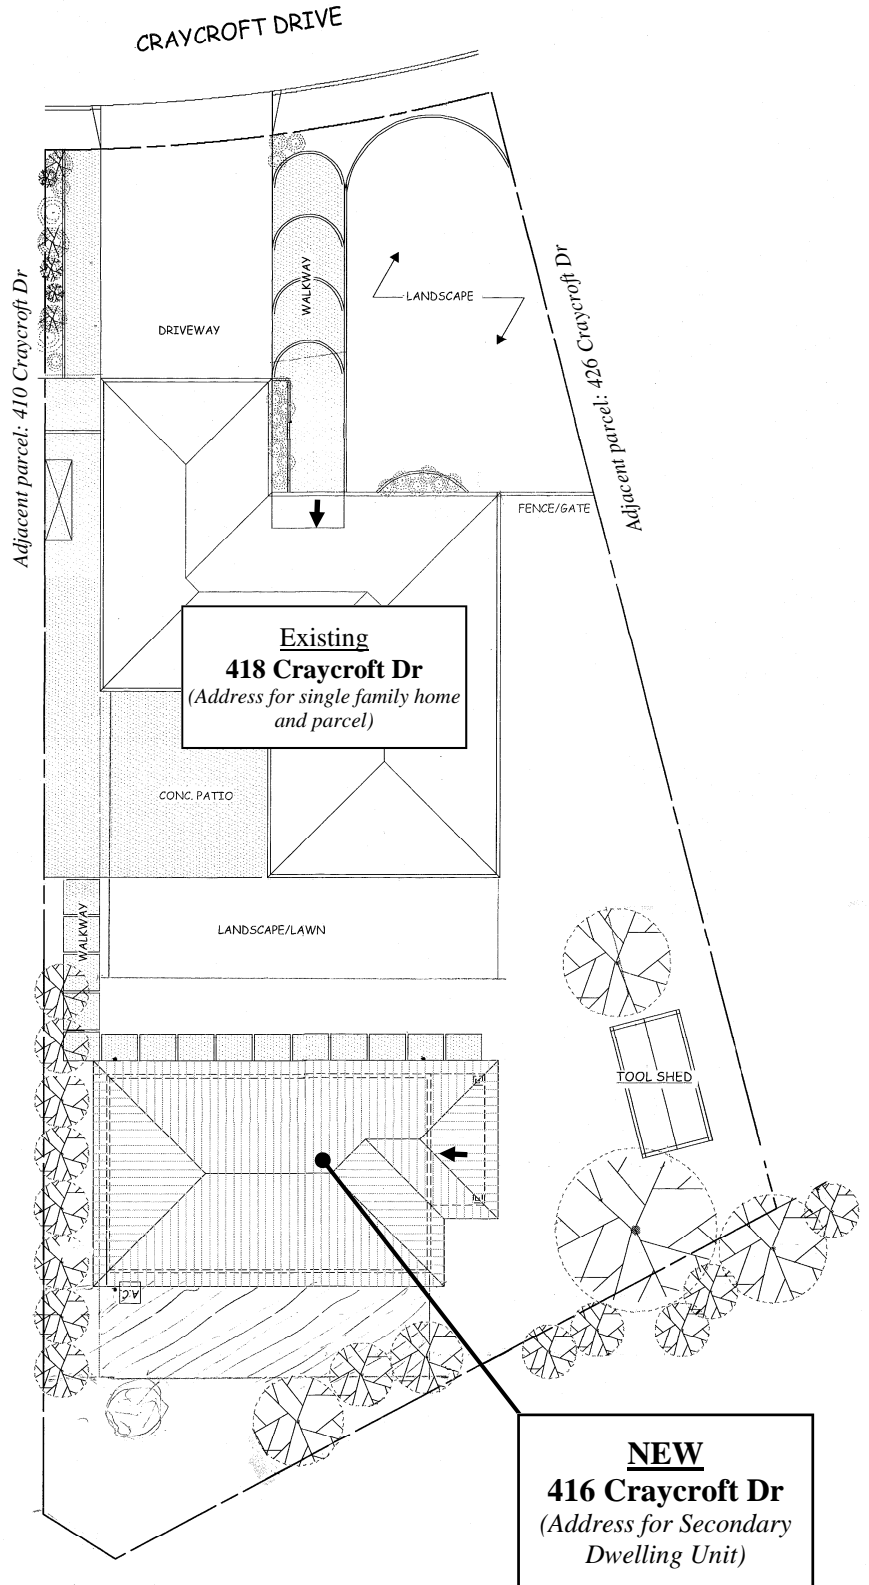 CRAYCROFT DRIVE
Adjacent parcel: 410 Craycroft Dr
Adjacent parcel: 426 Craycroft Dr
WALKWAY
LANDSCAPE
DRIVEWAY
FENCE/GATE
Existing
418 Craycroft Dr
(Address for single family home
and parcel)
CONC. PATIO
WALKWAY
LANDSCAPE/LAWN
TOOL SHED
A.C.
NEW
416 Craycroft Dr
(Address for Secondary
Dwelling Unit)